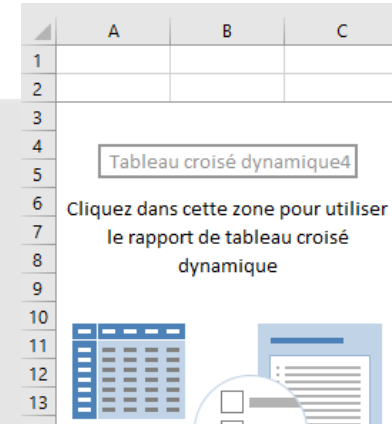 A B C
1
2
3
4
Tableau croisé dynamique4
5
6 Cliquez dans cette zone pour utiliser
7 le rapport de tableau croisé
8 dynamique
9
10
11
12
13